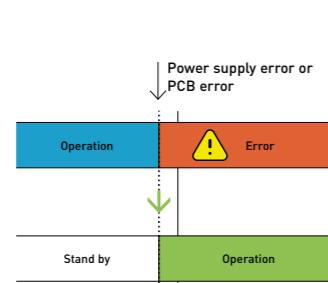 Power supply error or
PCB error
Operation
Error
Stand by
Operation